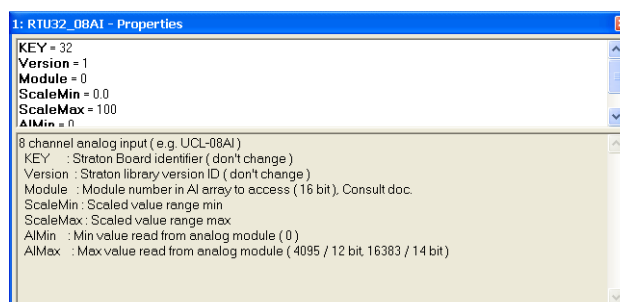 1: RTU32_08AI - Properties
KEY = 32
Version = 1
Module = 0
ScaleMin = 0.0
ScaleMax = 100
AIMin = 0
8 channel analog input ( e.g. UCL-08AI )
KEY : Straton Board identifier ( don't change )
Version : Straton library version ID ( don't change )
Module : Module number in AI array to access ( 16 bit ), Consult doc.
ScaleMin : Scaled value range min
ScaleMax : Scaled value range max
AIMin : Min value read from analog module ( 0 )
AIMax : Max value read from analog module ( 4095 / 12 bit, 16383 / 14 bit )